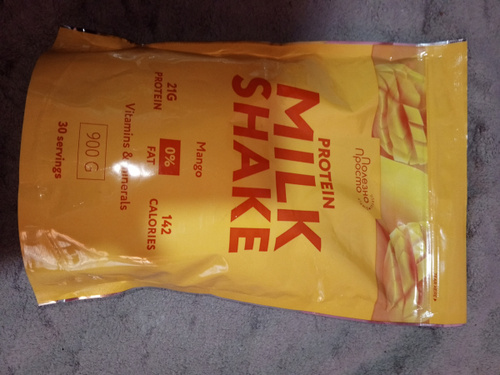 Полезно
Просто
PROTEIN
MILK
SHAKE
Mango
21G
PROTEIN
0%
FAT
142
CALORIES
Vitamins & minerals
900 G
30 servings